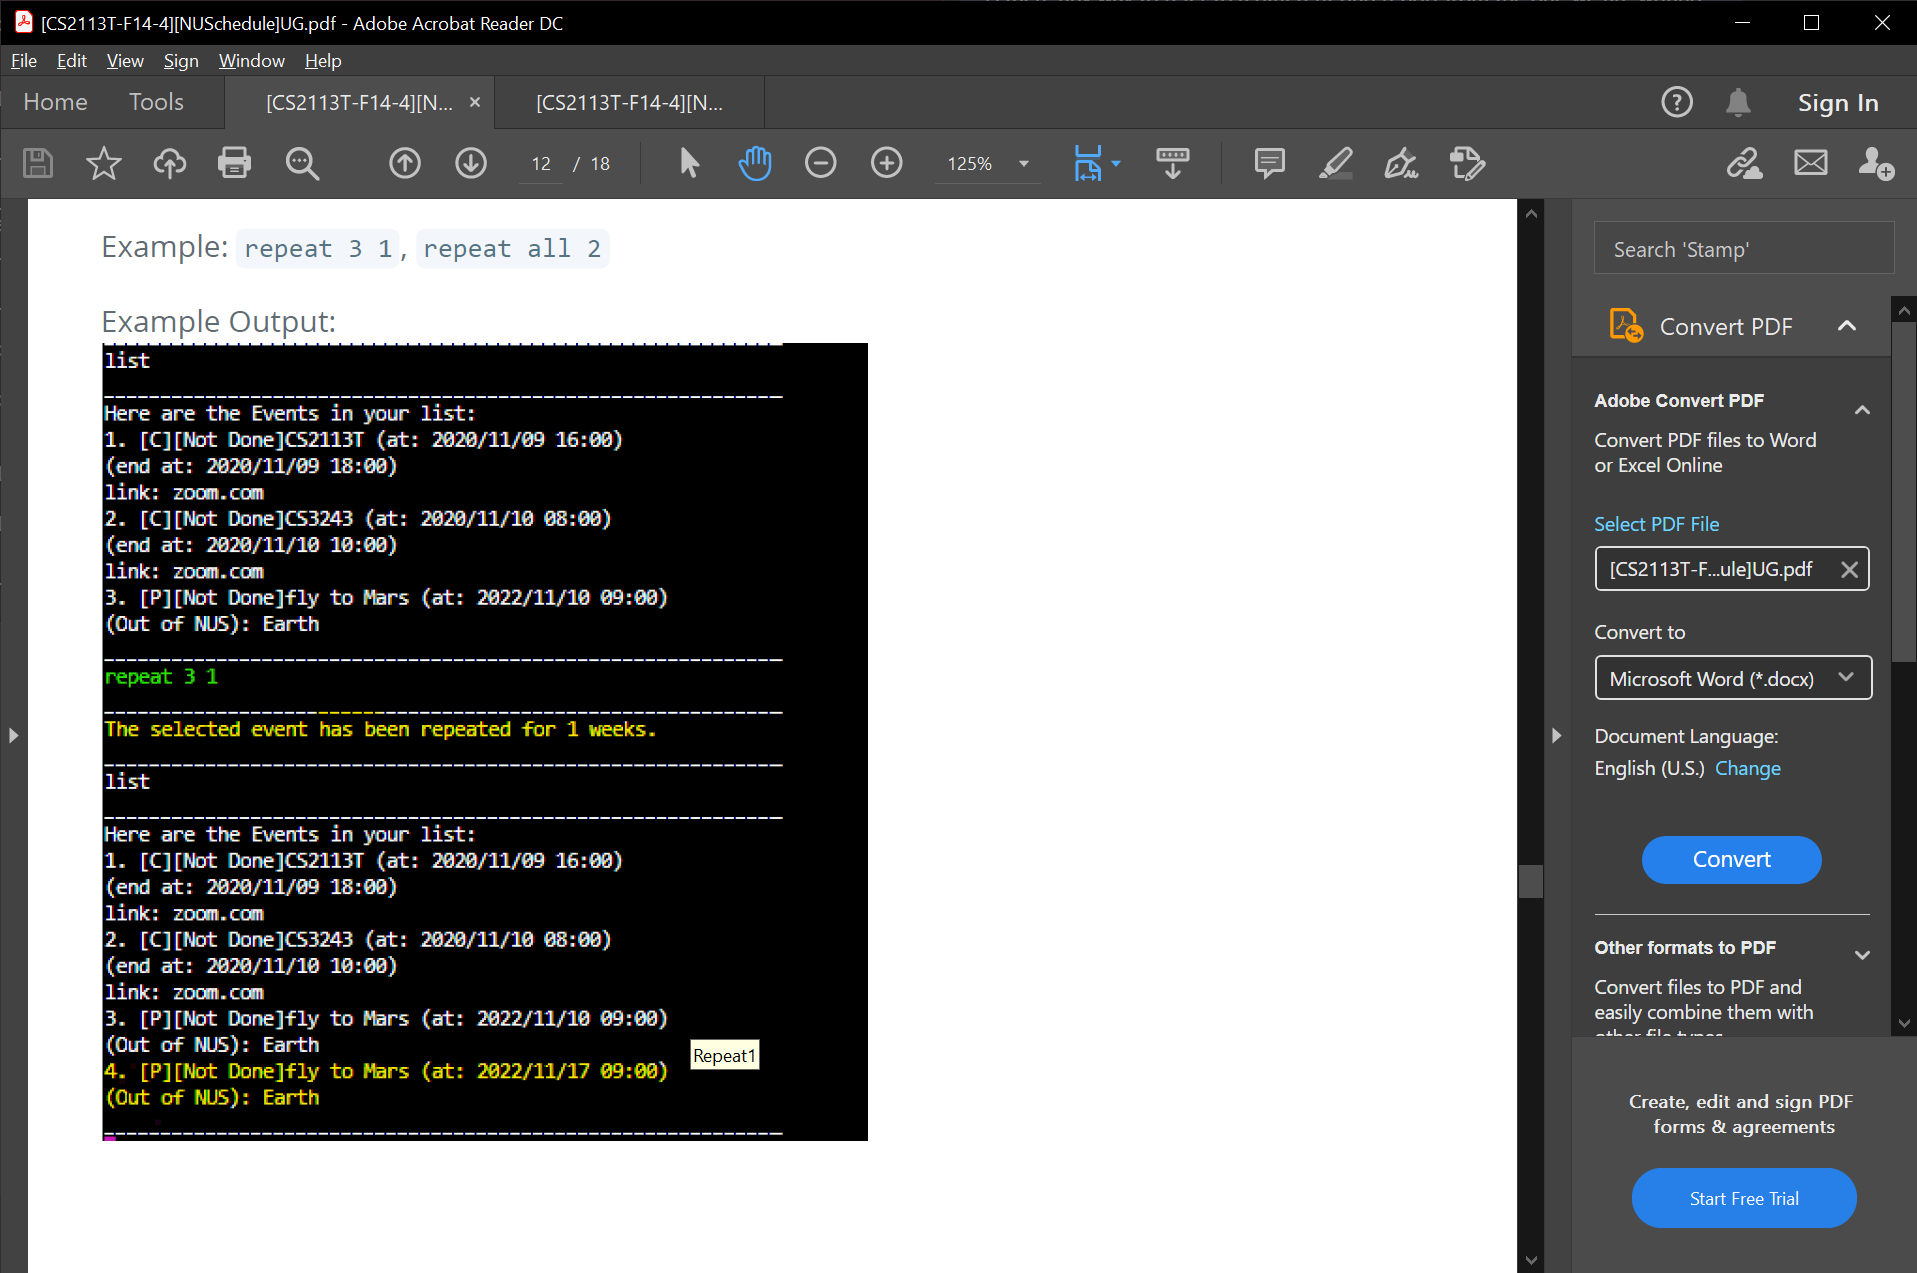 [CS2113T-F14-4][NUSchedule]UG.pdf - Adobe Acrobat Reader DC
File Edit View Sign Window Help
Home Tools [CS2113T-F14-4][N... × [CS2113T-F14-4][N... Sign In
12 / 18 125%
Example: repeat 3 1, repeat all 2
Example Output:
list
Here are the Events in your list:
1. [C][Not Done]CS2113T (at: 2020/11/09 16:00)
(end at: 2020/11/09 18:00)
link: zoom.com
2. [C][Not Done]CS3243 (at: 2020/11/10 08:00)
(end at: 2020/11/10 10:00)
link: zoom.com
3. [P][Not Done]fly to Mars (at: 2022/11/10 09:00)
(Out of NUS): Earth
repeat 3 1
The selected event has been repeated for 1 weeks.
list
Here are the Events in your list:
1. [C][Not Done]CS2113T (at: 2020/11/09 16:00)
(end at: 2020/11/09 18:00)
link: zoom.com
2. [C][Not Done]CS3243 (at: 2020/11/10 08:00)
(end at: 2020/11/10 10:00)
link: zoom.com
3. [P][Not Done]fly to Mars (at: 2022/11/10 09:00)
(Out of NUS): Earth
Repeat1
4. [P][Not Done]fly to Mars (at: 2022/11/17 09:00)
(Out of NUS): Earth
Search 'Stamp'
Convert PDF
Adobe Convert PDF
Convert PDF files to Word
or Excel Online
Select PDF File
[CS2113T-F...ule]UG.pdf
Convert to
Microsoft Word (*.docx)
Document Language:
English (U.S.) Change
Convert
Other formats to PDF
Convert files to PDF and
easily combine them with
other file types
Create, edit and sign PDF
forms & agreements
Start Free Trial